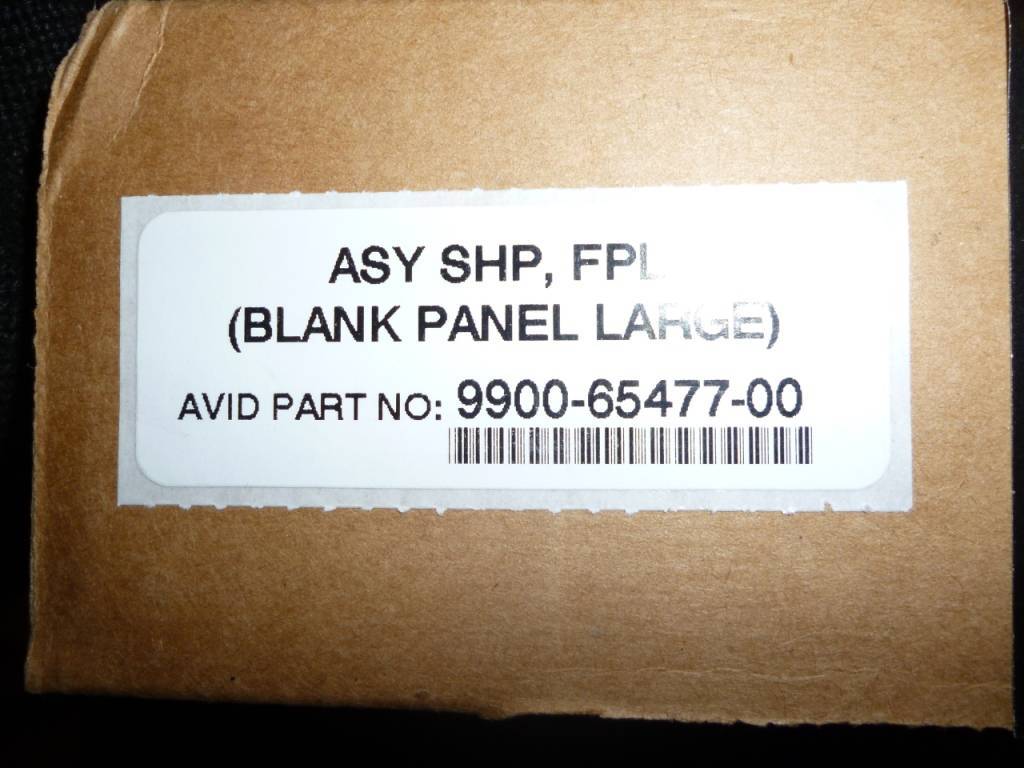 ASY SHP, FPL
(BLANK PANEL LARGE)
AVID PART NO: 9900-65477-00